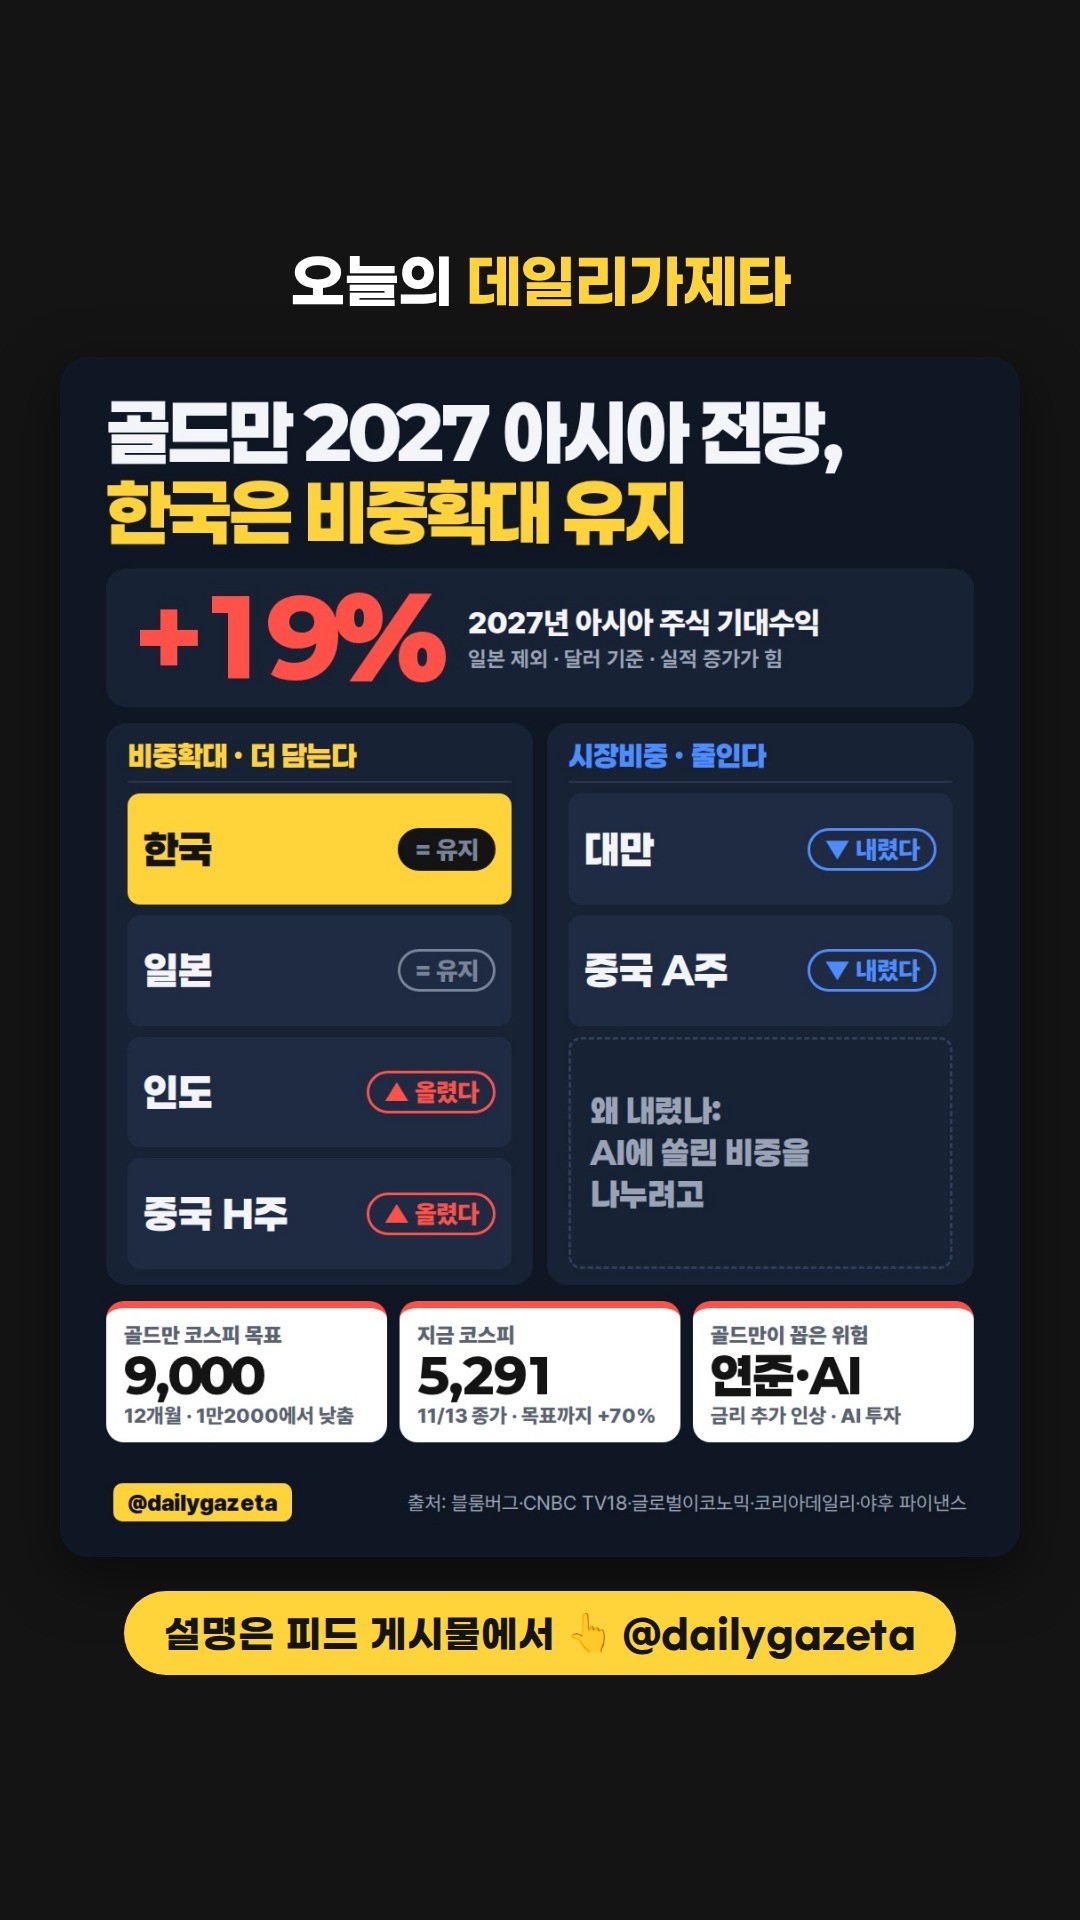 오늘의 데일리가제타
골드만 2027 아시아 전망,
한국은 비중확대 유지
+19%
2027년 아시아 주식 기대수익
일본 제외 · 달러 기준 · 실적 증가가 힘
비중확대 · 더 담는다
한국
= 유지
일본
= 유지
인도
▲ 올렸다
중국 H주
▲ 올렸다
시장비중 · 줄인다
대만
▼ 내렸다
중국 A주
▼ 내렸다
왜 내렸나:
AI에 쏠린 비중을
나누려고
골드만 코스피 목표
9,000
12개월 · 1만2000에서 낮춤
지금 코스피
5,291
11/13 종가 · 목표까지 +70%
골드만이 꼽은 위험
연준·AI
금리 추가 인상 · AI 투자
@dailygazeta
출처: 블룸버그·CNBC TV18·글로벌이코노믹·코리아데일리·야후 파이낸스
설명은 피드 게시물에서 👆 @dailygazeta